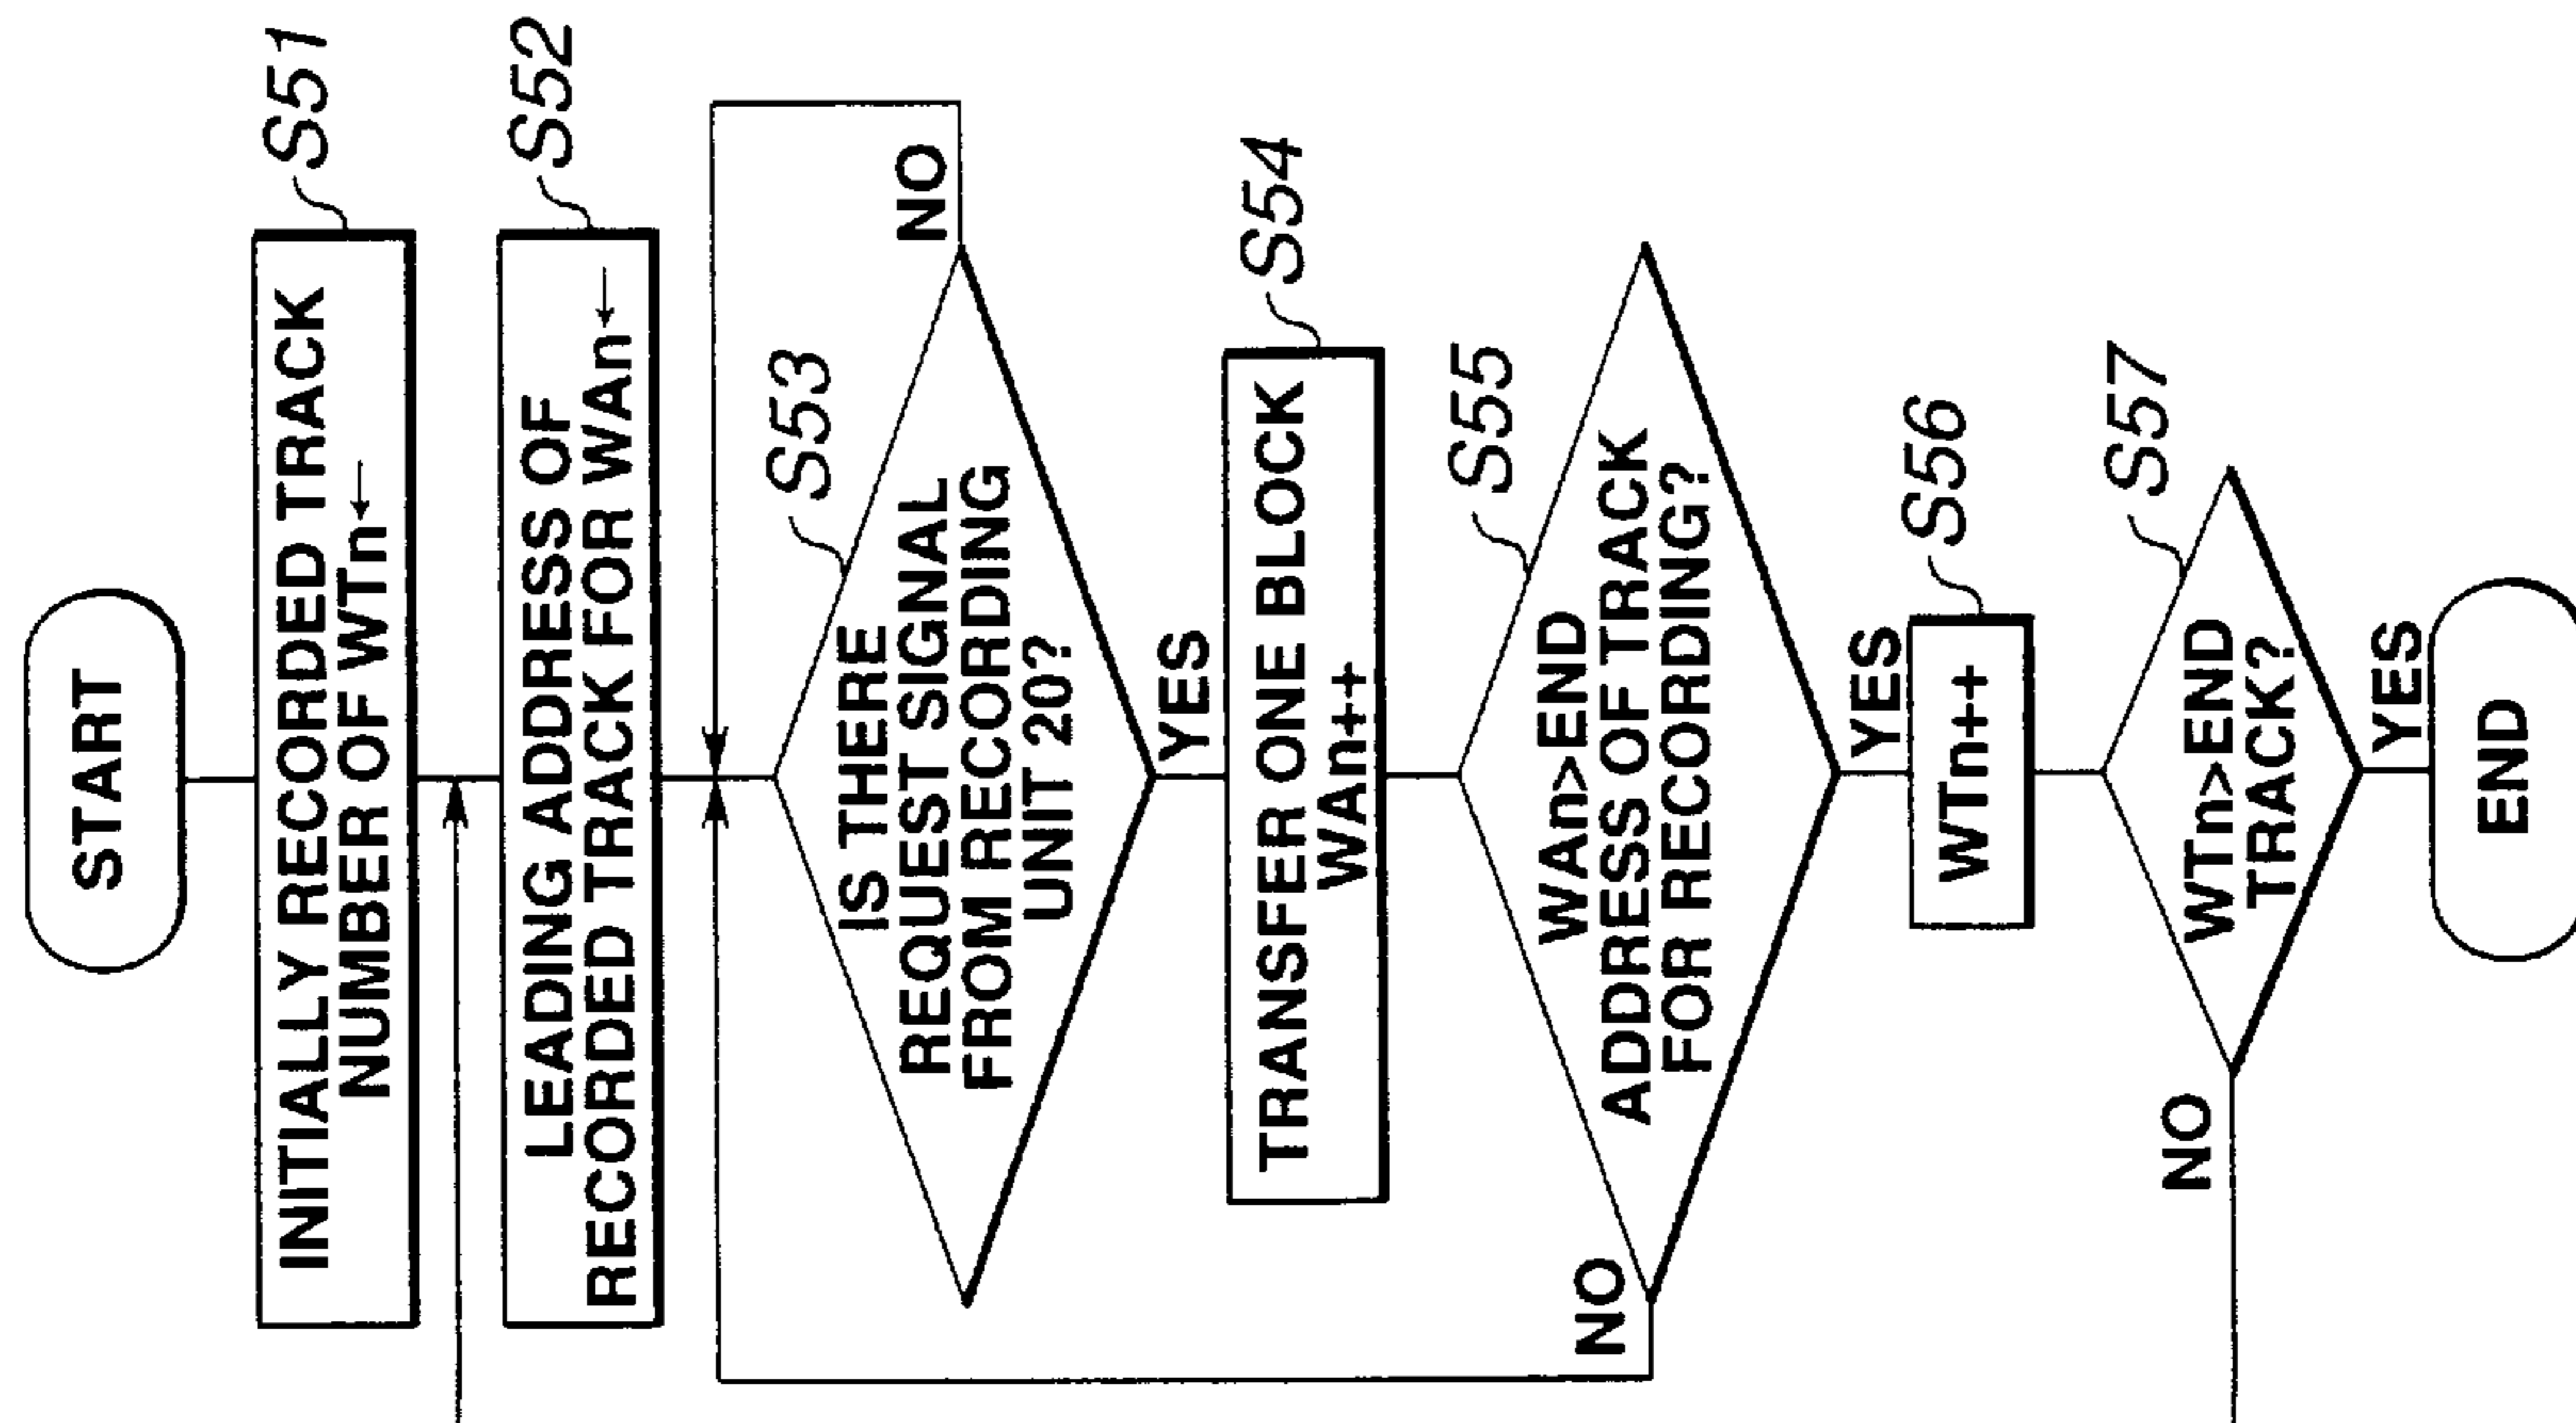 START
INITIALLY RECORDED TRACK
NUMBER OF WTn←
S51
LEADING ADDRESS OF
RECORDED TRACK FOR WAn←
S52
IS THERE
REQUEST SIGNAL
FROM RECORDING
UNIT 20?
S53
NO
YES
TRANSFER ONE BLOCK
WAn++
S54
WAn>END
ADDRESS OF TRACK
FOR RECORDING?
S55
NO
YES
WTn++
S56
WTn>END
TRACK?
S57
NO
YES
END